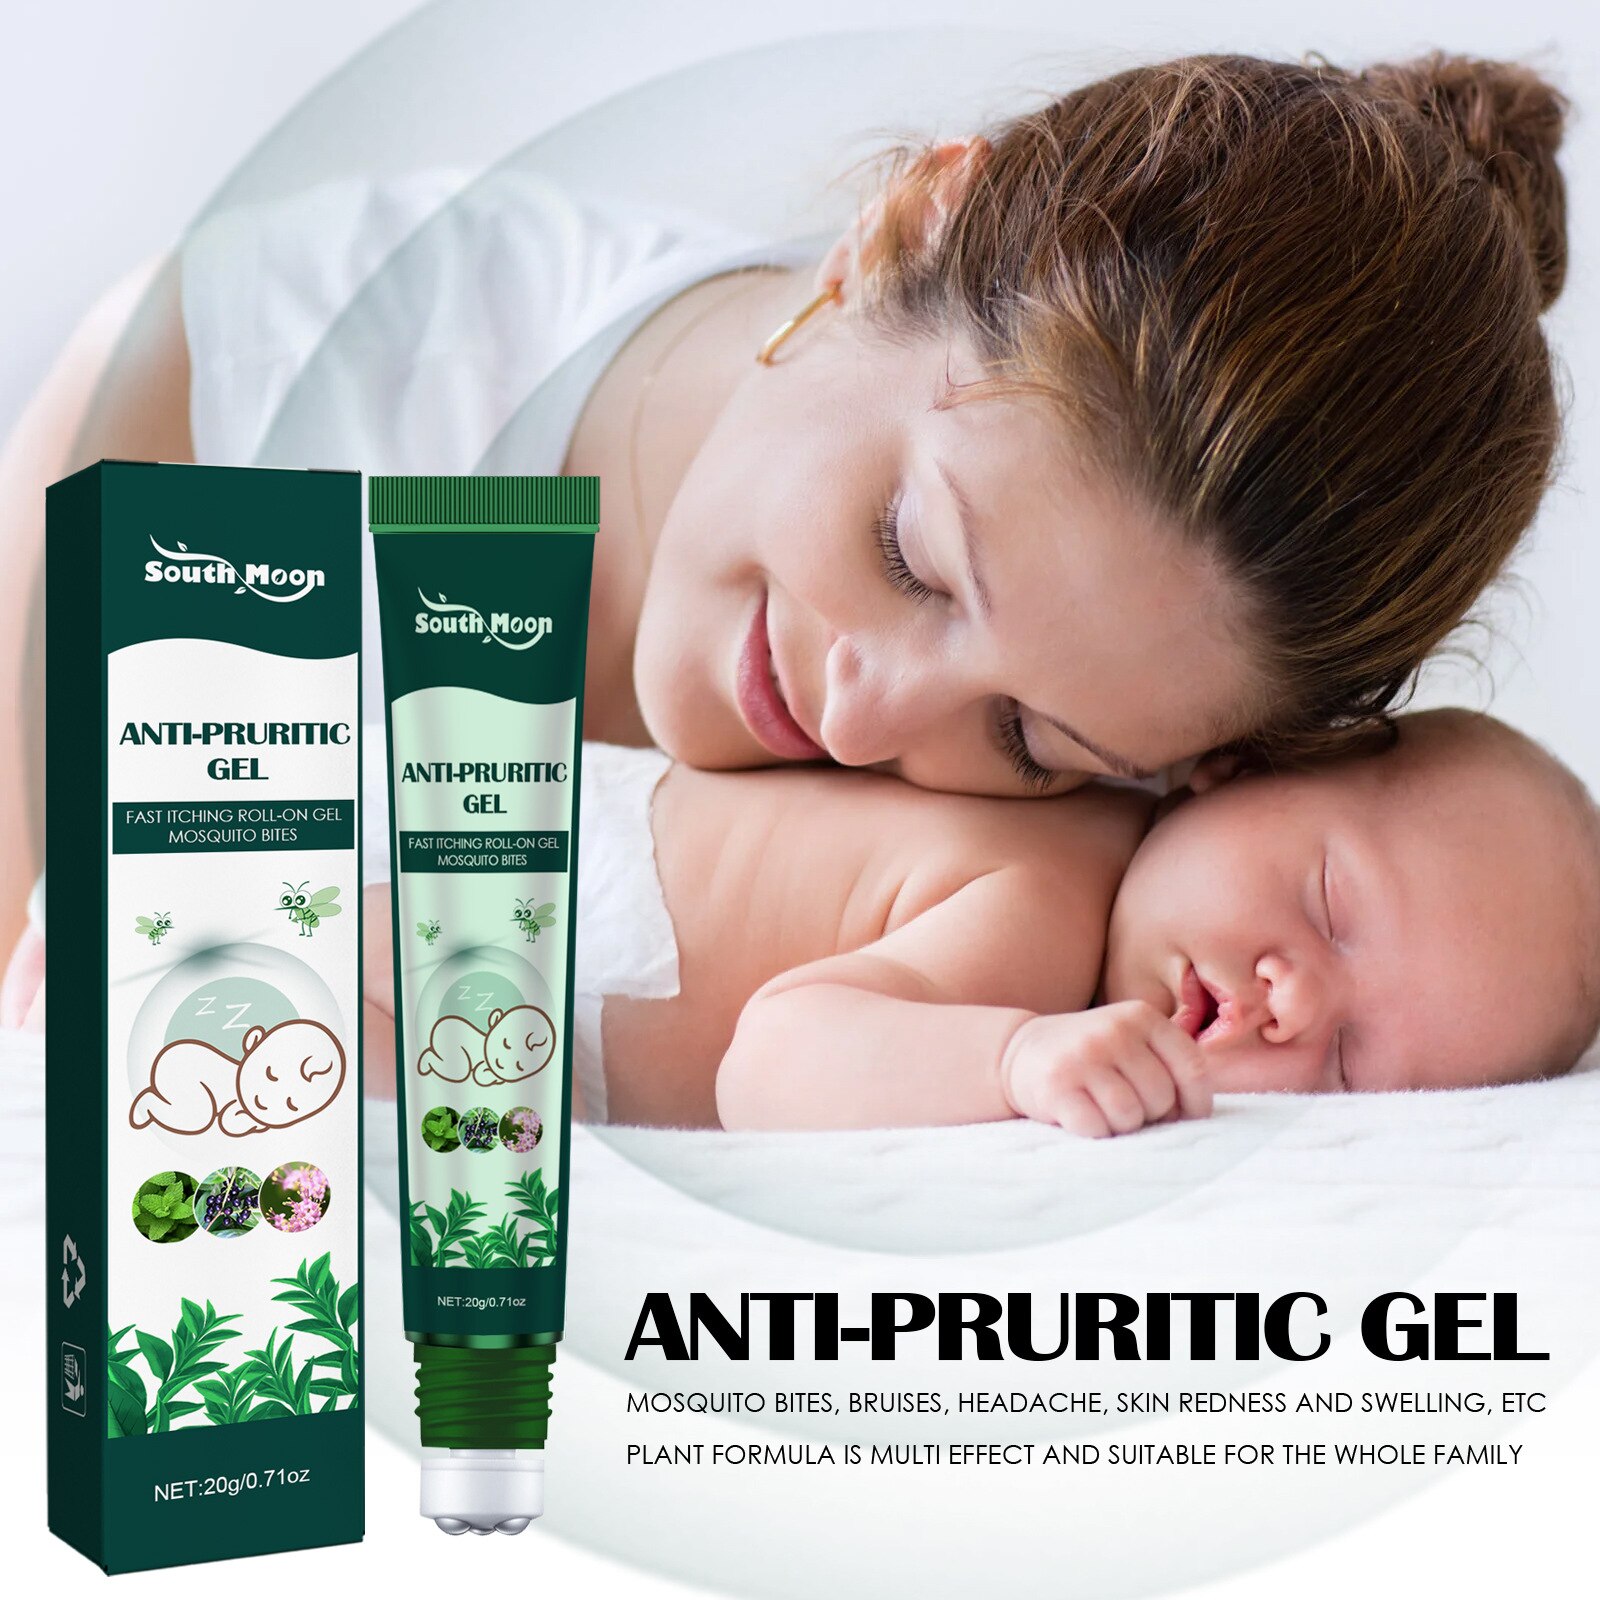 South Moon
ANTI-PRURITIC
GEL
FAST ITCHING ROLL-ON GEL
MOSQUITO BITES
Z Z
NET:20g/0.71oz
South Moon
ANTI-PRURITIC
GEL
FAST ITCHING ROLL-ON GEL
MOSQUITO BITES
Z Z
NET:20g/0.71oz
ANTI-PRURITIC GEL
MOSQUITO BITES, BRUISES, HEADACHE, SKIN REDNESS AND SWELLING, ETC
PLANT FORMULA IS MULTI EFFECT AND SUITABLE FOR THE WHOLE FAMILY